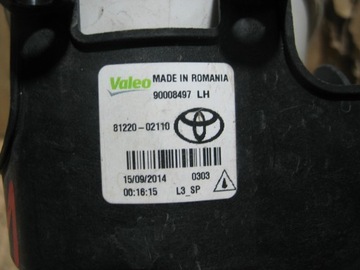 Valeo MADE IN ROMANIA
90008497 LH
81220-02110
15/09/2014 0303
00:16:15 L3_SP